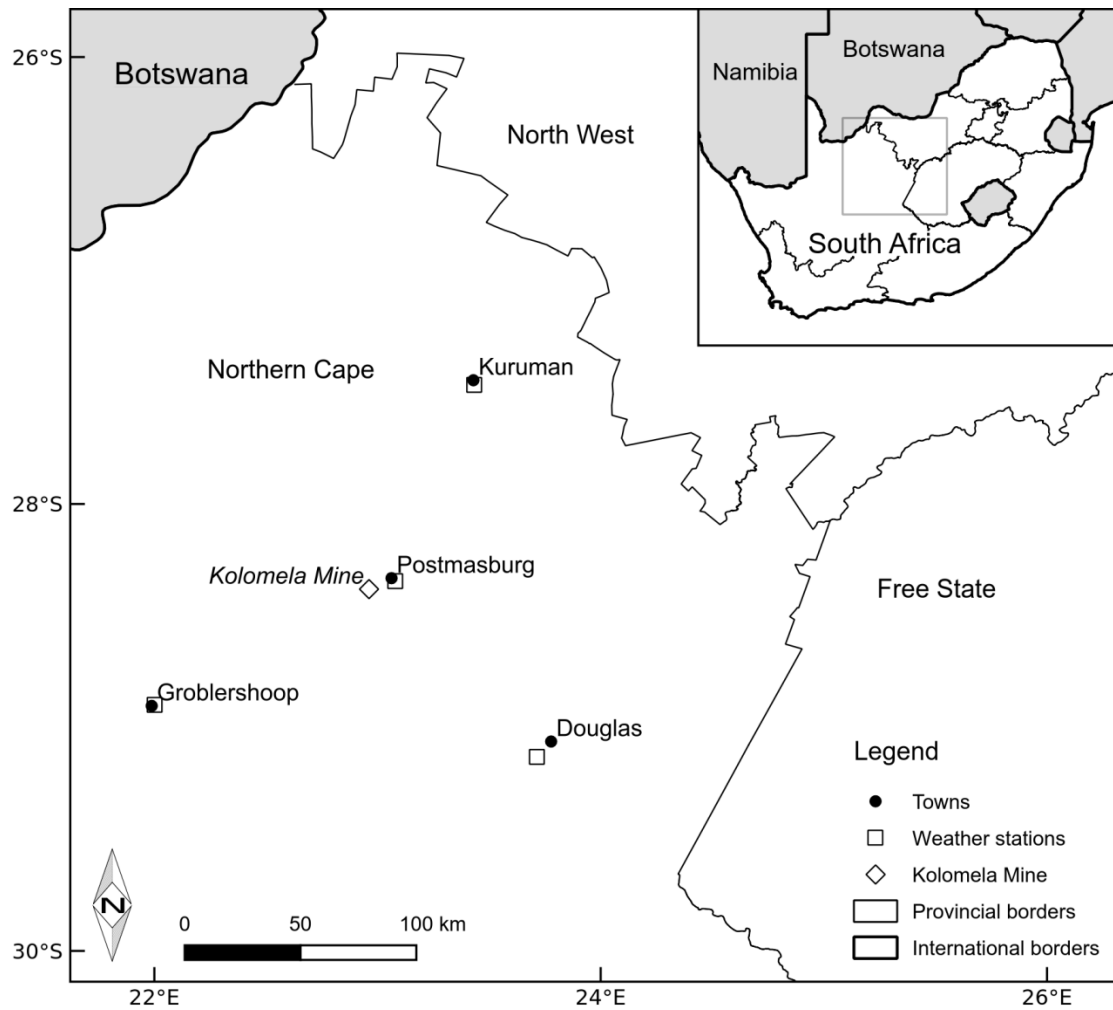 26°S
28°S
30°S
22°E
24°E
26°E
Botswana
North West
Northern Cape
Kuruman
Kolomela Mine
Postmasburg
Groblershoop
Douglas
Free State
Namibia
Botswana
South Africa
Legend
Towns
Weather stations
Kolomela Mine
Provincial borders
International borders
N
0 50 100 km